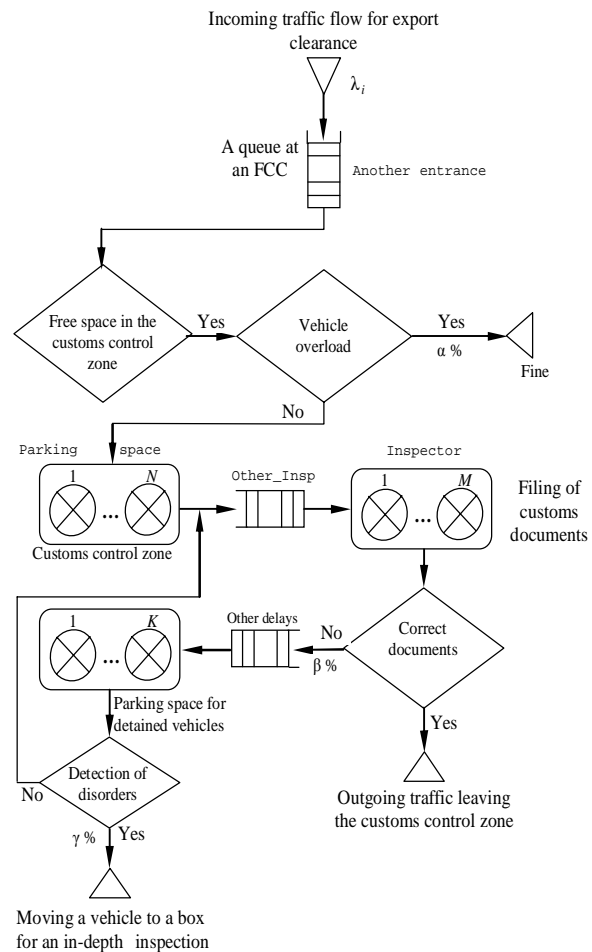 Incoming traffic flow for export
clearance
λi
A queue at
an FCC
Another entrance
Free space in the
customs control
zone
Yes
Vehicle
overload
Yes
α %
Fine
No
Parking space
1 N
...
Customs control zone
Other_Insp
Inspector
1 M
...
Filing of
customs
documents
1 K
...
Parking space for
detained vehicles
Other delays
No
β %
Correct
documents
Yes
Outgoing traffic leaving
the customs control zone
Detection of
disorders
No
γ %
Yes
Moving a vehicle to a box
for an in-depth inspection